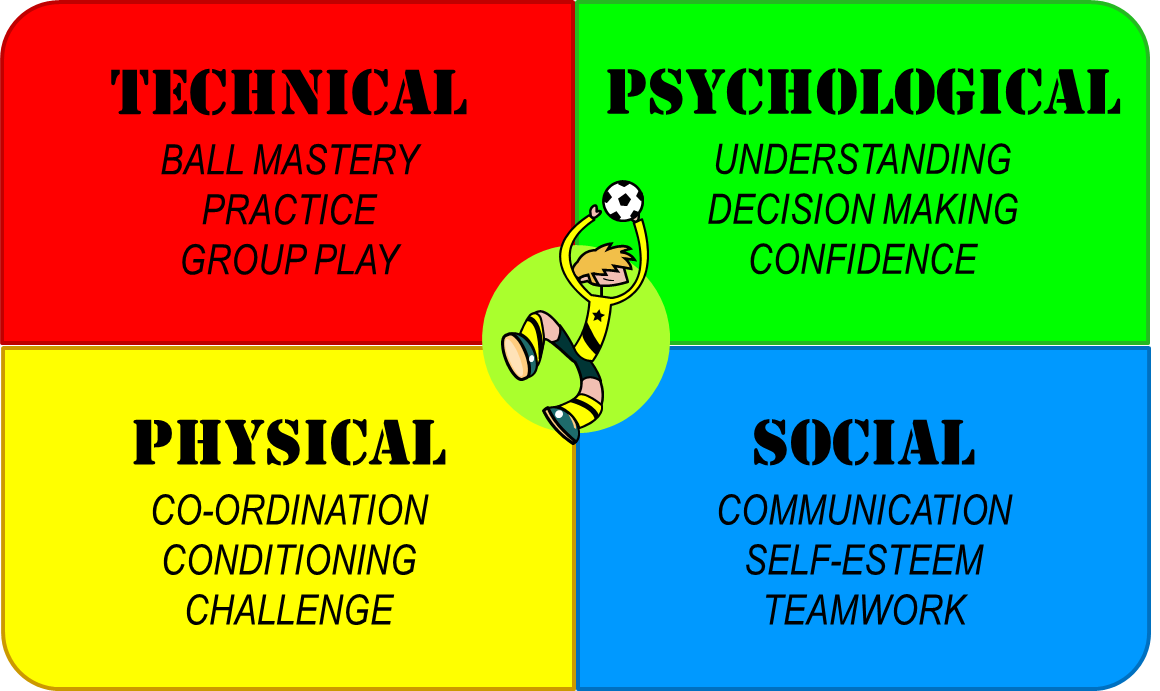 TECHNICAL
BALL MASTERY
PRACTICE
GROUP PLAY
PSYCHOLOGICAL
UNDERSTANDING
DECISION MAKING
CONFIDENCE
PHYSICAL
CO-ORDINATION
CONDITIONING
CHALLENGE
SOCIAL
COMMUNICATION
SELF-ESTEEM
TEAMWORK